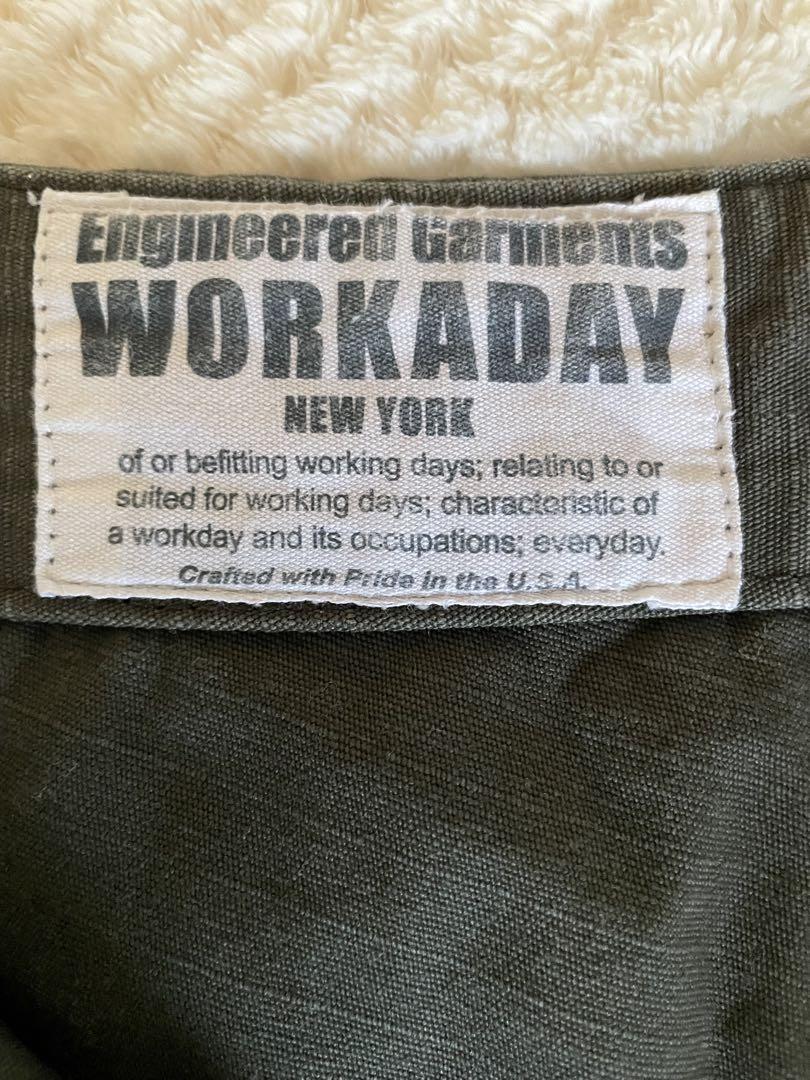 Engineered Garments
WORKADAY
NEW YORK
of or befitting working days; relating to or
suited for working days; characteristic of
a workday and its occupations; everyday.
Crafted with Pride in the U.S.A.